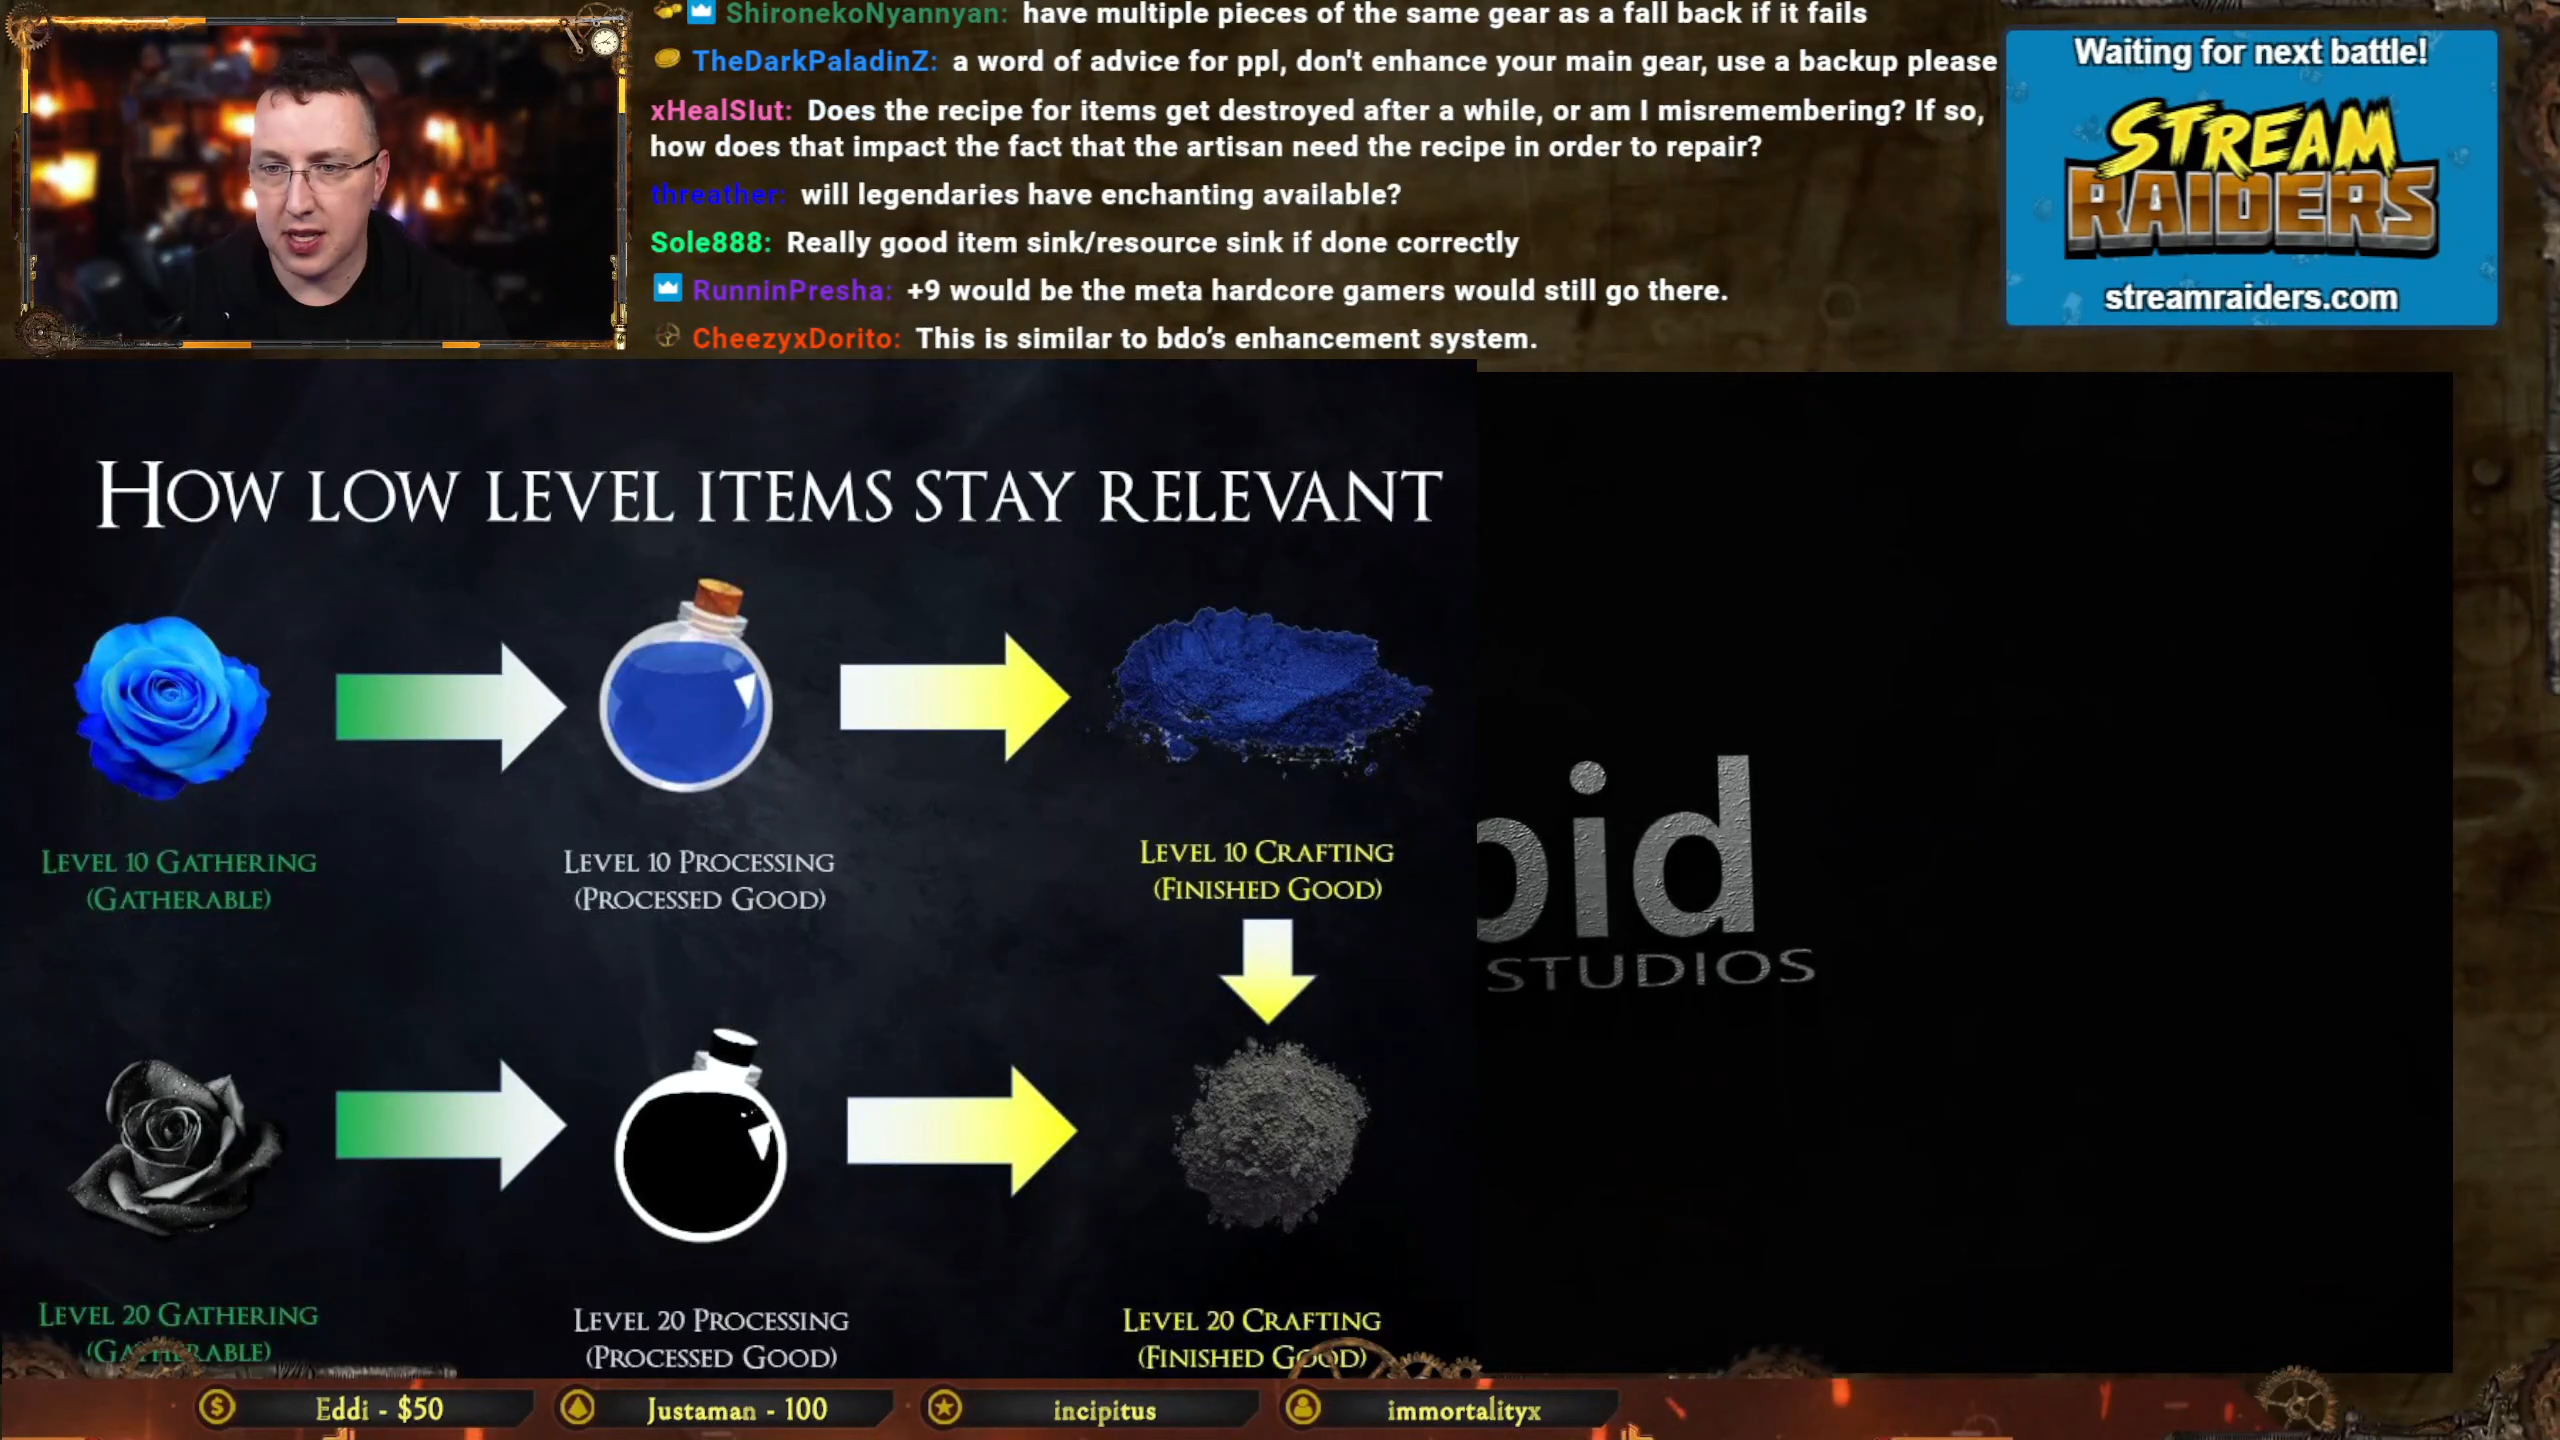 ShironekoNyannyan: have multiple pieces of the same gear as a fall back if it fails
TheDarkPaladinZ: a word of advice for ppl, don't enhance your main gear, use a backup please
xHealSlut: Does the recipe for items get destroyed after a while, or am I misremembering? If so,
how does that impact the fact that the artisan need the recipe in order to repair?
threather: will legendaries have enchanting available?
Sole888: Really good item sink/resource sink if done correctly
RunninPresha: +9 would be the meta hardcore gamers would still go there.
CheezyxDorito: This is similar to bdo's enhancement system.
Waiting for next battle!
STREAM
RAIDERS
streamraiders.com
HOW LOW LEVEL ITEMS STAY RELEVANT
LEVEL 10 GATHERING
(GATHERABLE)
LEVEL 10 PROCESSING
(PROCESSED GOOD)
LEVEL 10 CRAFTING
(FINISHED GOOD)
pid
STUDIOS
LEVEL 20 GATHERING
(GATHERABLE)
LEVEL 20 PROCESSING
(PROCESSED GOOD)
LEVEL 20 CRAFTING
(FINISHED GOOD)
Eddi - $50
Justaman - 100
incipitus
immortalityx